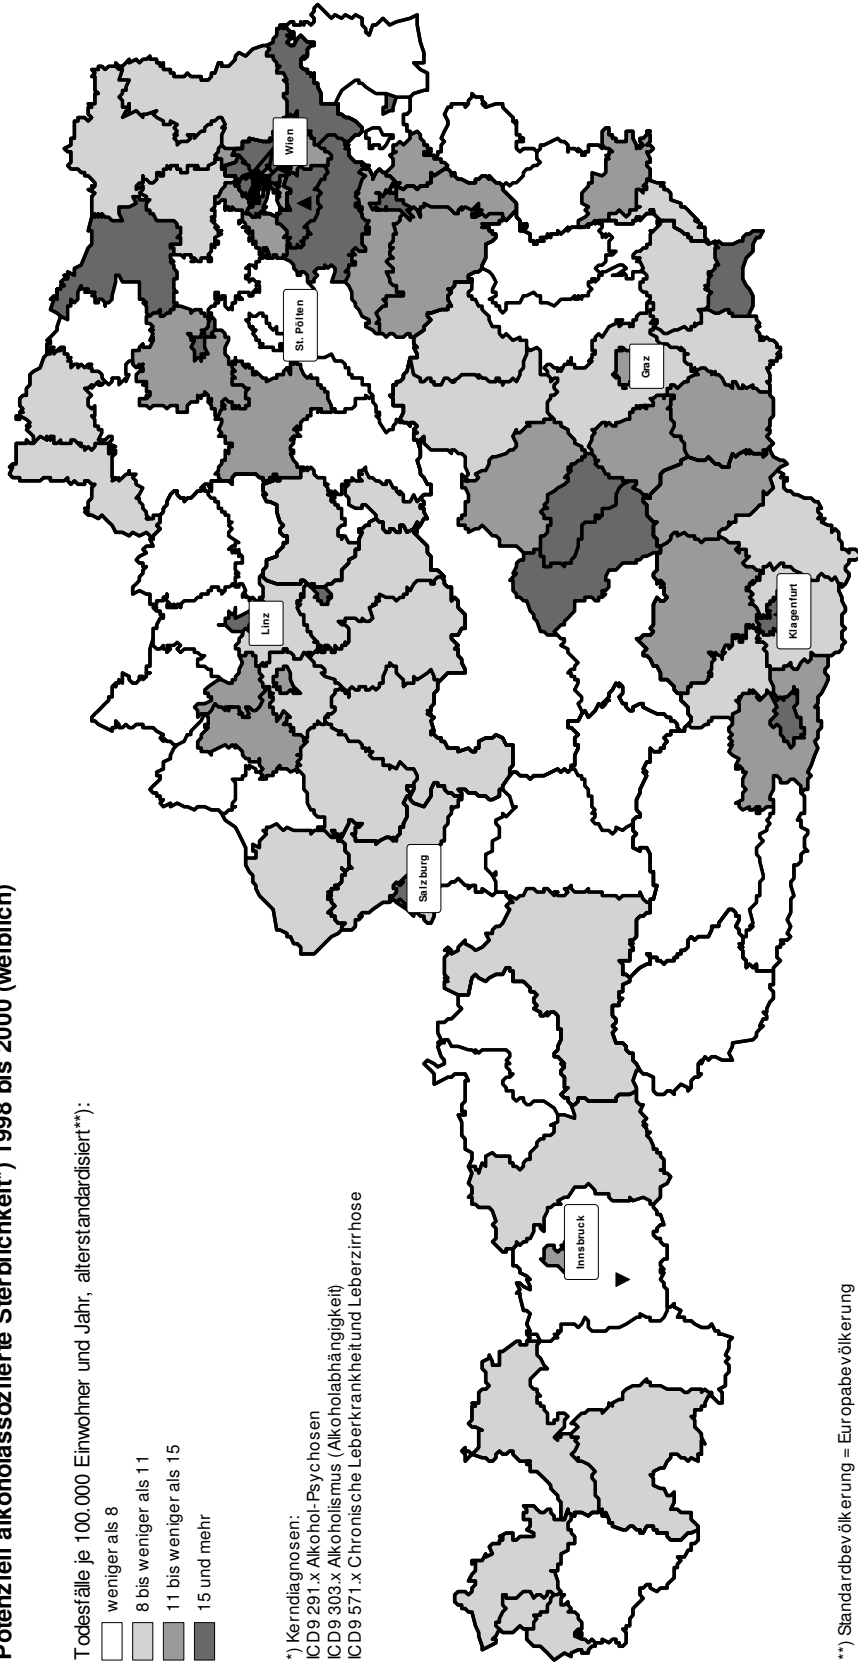 Potenziell alkoholassoziierte Sterblichkeit*) 1998 bis 2000 (weiblich)
Todesfälle je 100.000 Einwohner und Jahr, alterstandardisiert**):
weniger als 8
8 bis weniger als 11
11 bis weniger als 15
15 und mehr
*) Kerndiagnosen:
ICD9 291.x Alkohol-Psychosen
ICD9 303.x Alkoholismus (Alkoholabhängigkeit)
ICD9 571.x Chronische Leberkrankheitund Leberzirrhose
Innsbruck
Salzburg
Linz
Klagenfurt
St. Pölten
Graz
Wien
**) Standardbevölkerung = Europabevölkerung